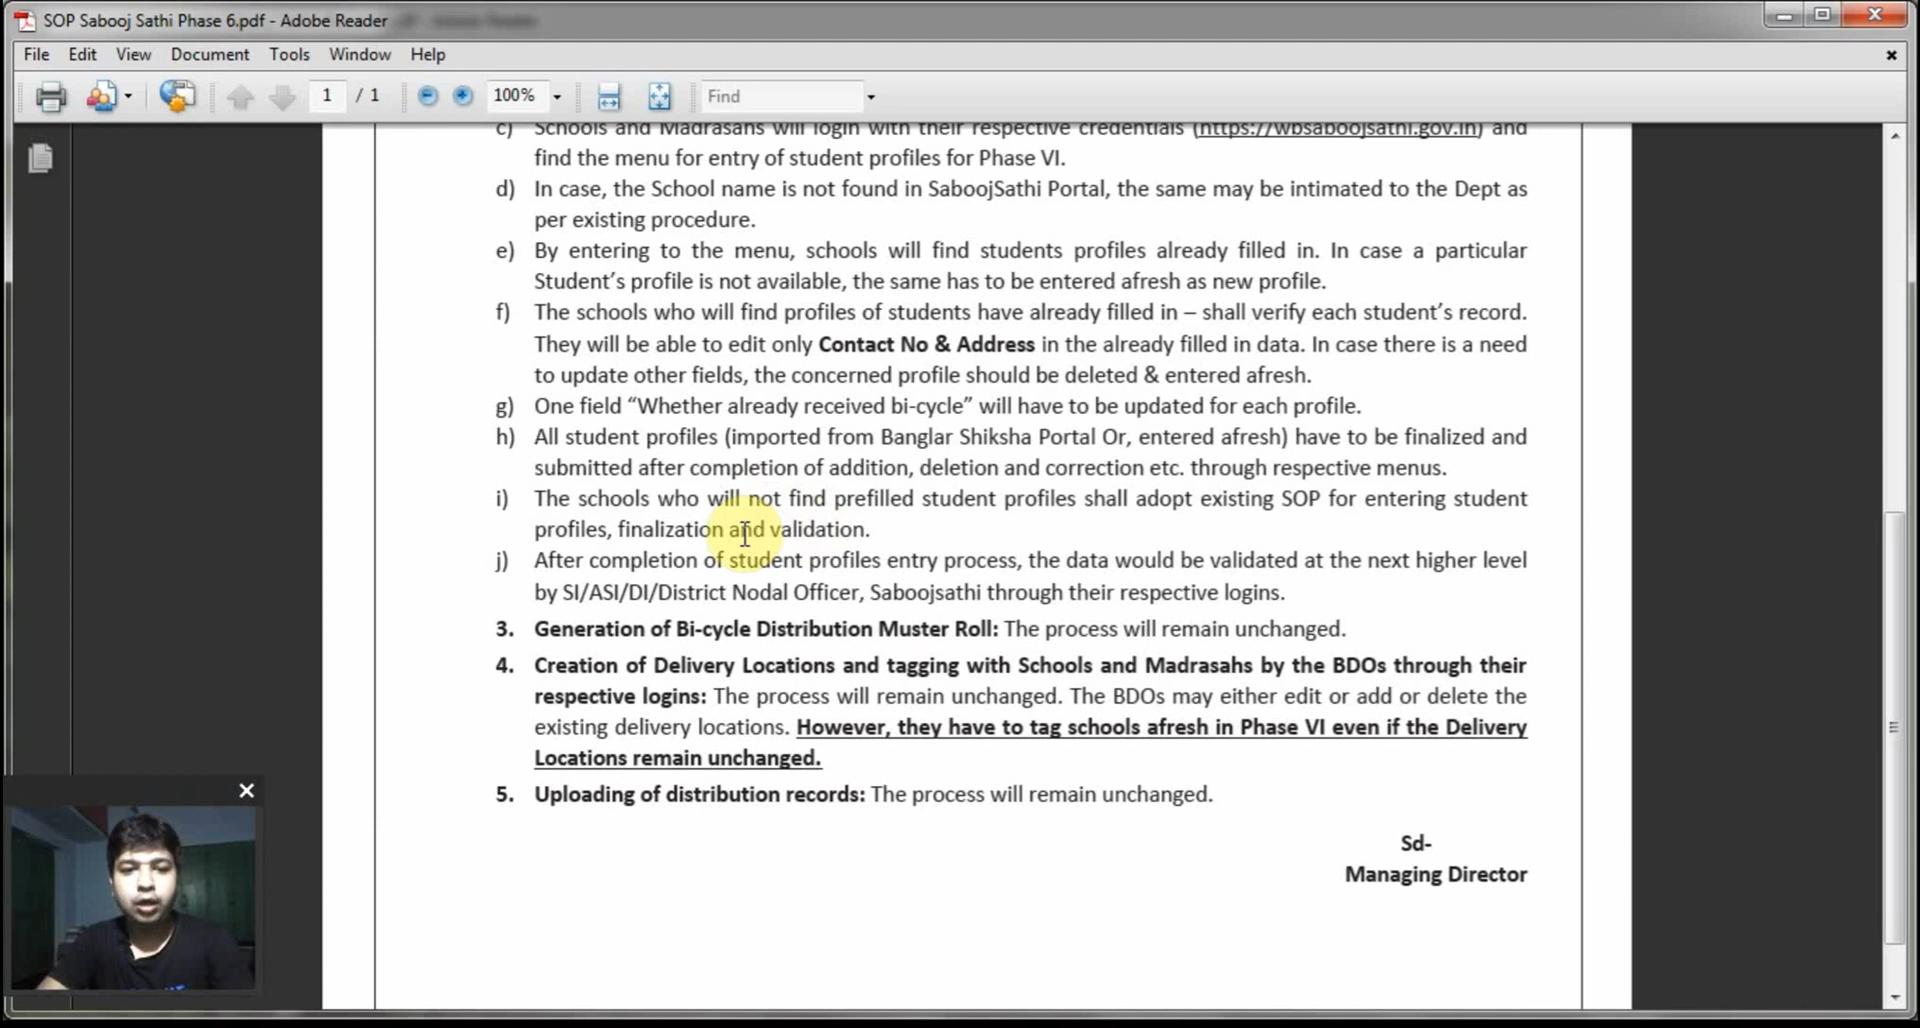 SOP Sabooj Sathi Phase 6.pdf - Adobe Reader
File Edit View Document Tools Window Help
1 / 1 100% Find
c) Schools and Madrasahs will login with their respective credentials (https://wbsaboojsathi.gov.in) and
find the menu for entry of student profiles for Phase VI.
d) In case, the School name is not found in SaboojSathi Portal, the same may be intimated to the Dept as
per existing procedure.
e) By entering to the menu, schools will find students profiles already filled in. In case a particular
Student’s profile is not available, the same has to be entered afresh as new profile.
f) The schools who will find profiles of students have already filled in – shall verify each student’s record.
They will be able to edit only Contact No & Address in the already filled in data. In case there is a need
to update other fields, the concerned profile should be deleted & entered afresh.
g) One field “Whether already received bi-cycle” will have to be updated for each profile.
h) All student profiles (imported from Banglar Shiksha Portal Or, entered afresh) have to be finalized and
submitted after completion of addition, deletion and correction etc. through respective menus.
i) The schools who will not find prefilled student profiles shall adopt existing SOP for entering student
profiles, finalization and validation.
j) After completion of student profiles entry process, the data would be validated at the next higher level
by SI/ASI/DI/District Nodal Officer, Saboojsathi through their respective logins.
3. Generation of Bi-cycle Distribution Muster Roll: The process will remain unchanged.
4. Creation of Delivery Locations and tagging with Schools and Madrasahs by the BDOs through their
respective logins: The process will remain unchanged. The BDOs may either edit or add or delete the
existing delivery locations. However, they have to tag schools afresh in Phase VI even if the Delivery
Locations remain unchanged.
5. Uploading of distribution records: The process will remain unchanged.
Sd-
Managing Director